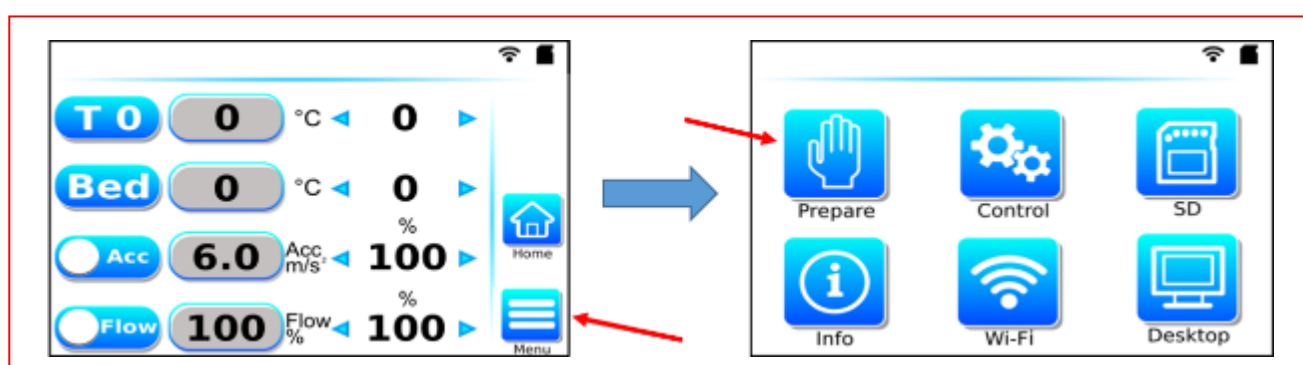 T 0 0 °C 0
Bed 0 °C 0
%
Acc 6.0 Acc m/s² 100
%
Flow 100 Flow % 100
Home
Menu
Prepare Control SD
Info Wi-Fi Desktop